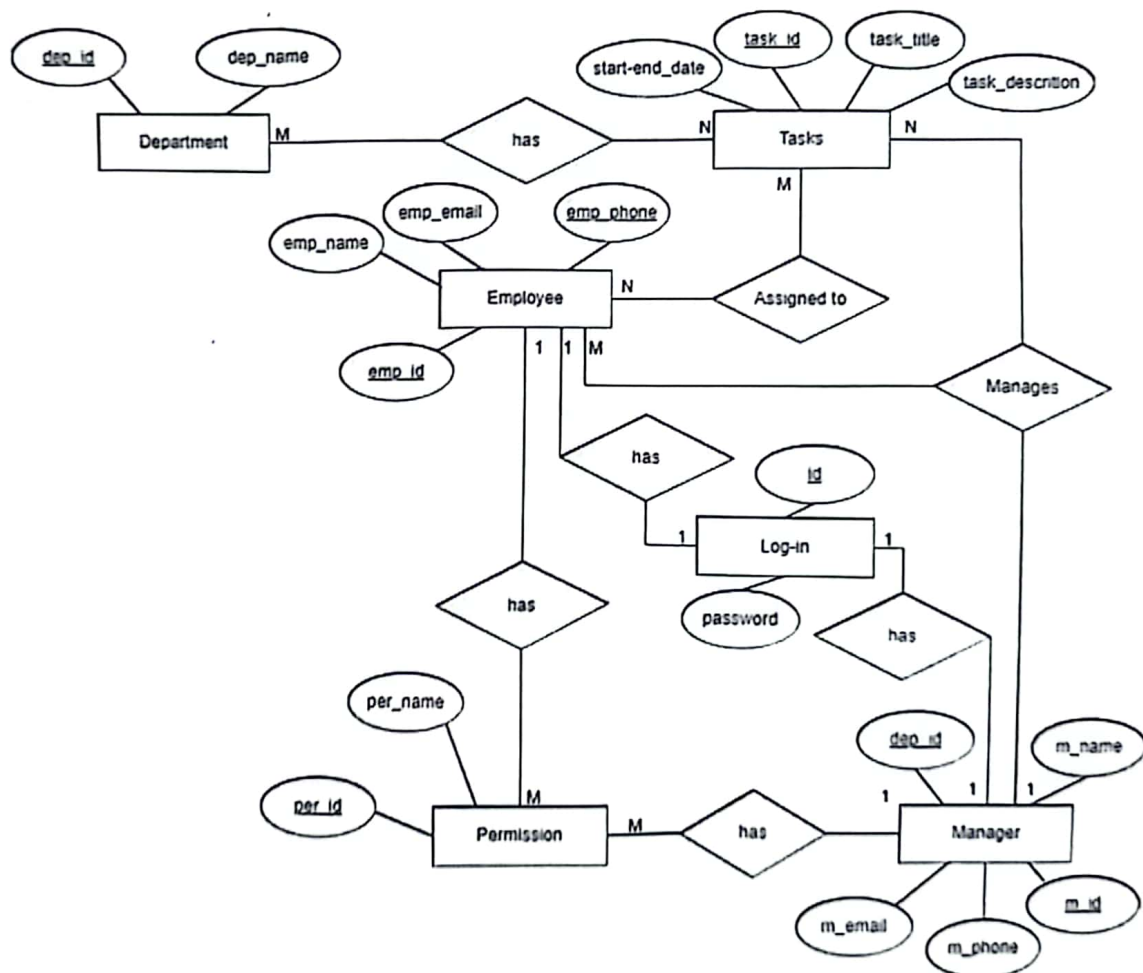 dep_id
dep_name
start-end_date
task_id
task_title
task_descrition
Department
M
has
N
Tasks
N
M
emp_name
emp_email
emp_phone
Employee
N
Assigned to
emp_id
1
1
M
Manages
has
id
1
Log-in
1
has
password
has
per_name
dep_id
m_name
per_id
M
1
1
1
Permission
M
has
Manager
m_email
m_phone
m_id